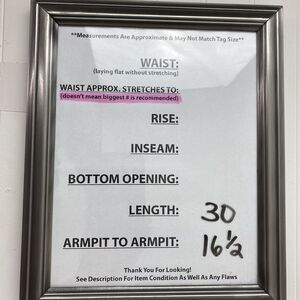 **Measurements Are Approximate & May Not Match Tag Size**
WAIST:
(laying flat without stretching)
WAIST APPROX. STRETCHES TO:
(doesn't mean biggest # is recommended)
RISE:
INSEAM:
BOTTOM OPENING:
LENGTH: 30
ARMPIT TO ARMPIT: 16 1/2
Thank You For Looking!
See Description For Item Condition As Well As Any Flaws